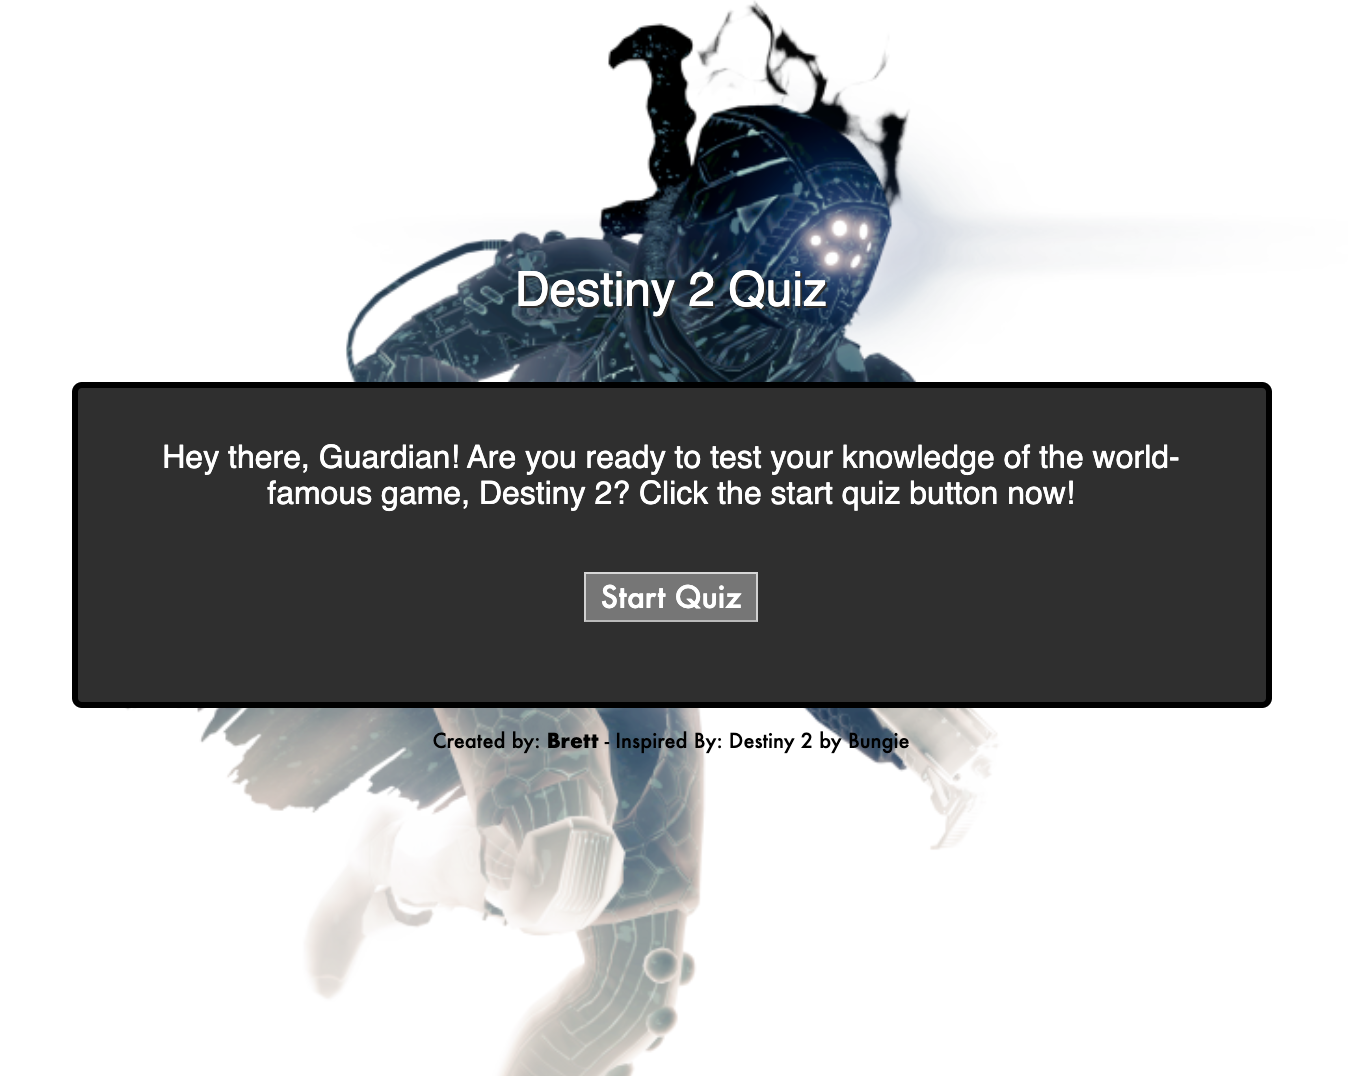 Destiny 2 Quiz
Hey there, Guardian! Are you ready to test your knowledge of the world-
famous game, Destiny 2? Click the start quiz button now!
Start Quiz
Created by: Brett - Inspired By: Destiny 2 by Bungie